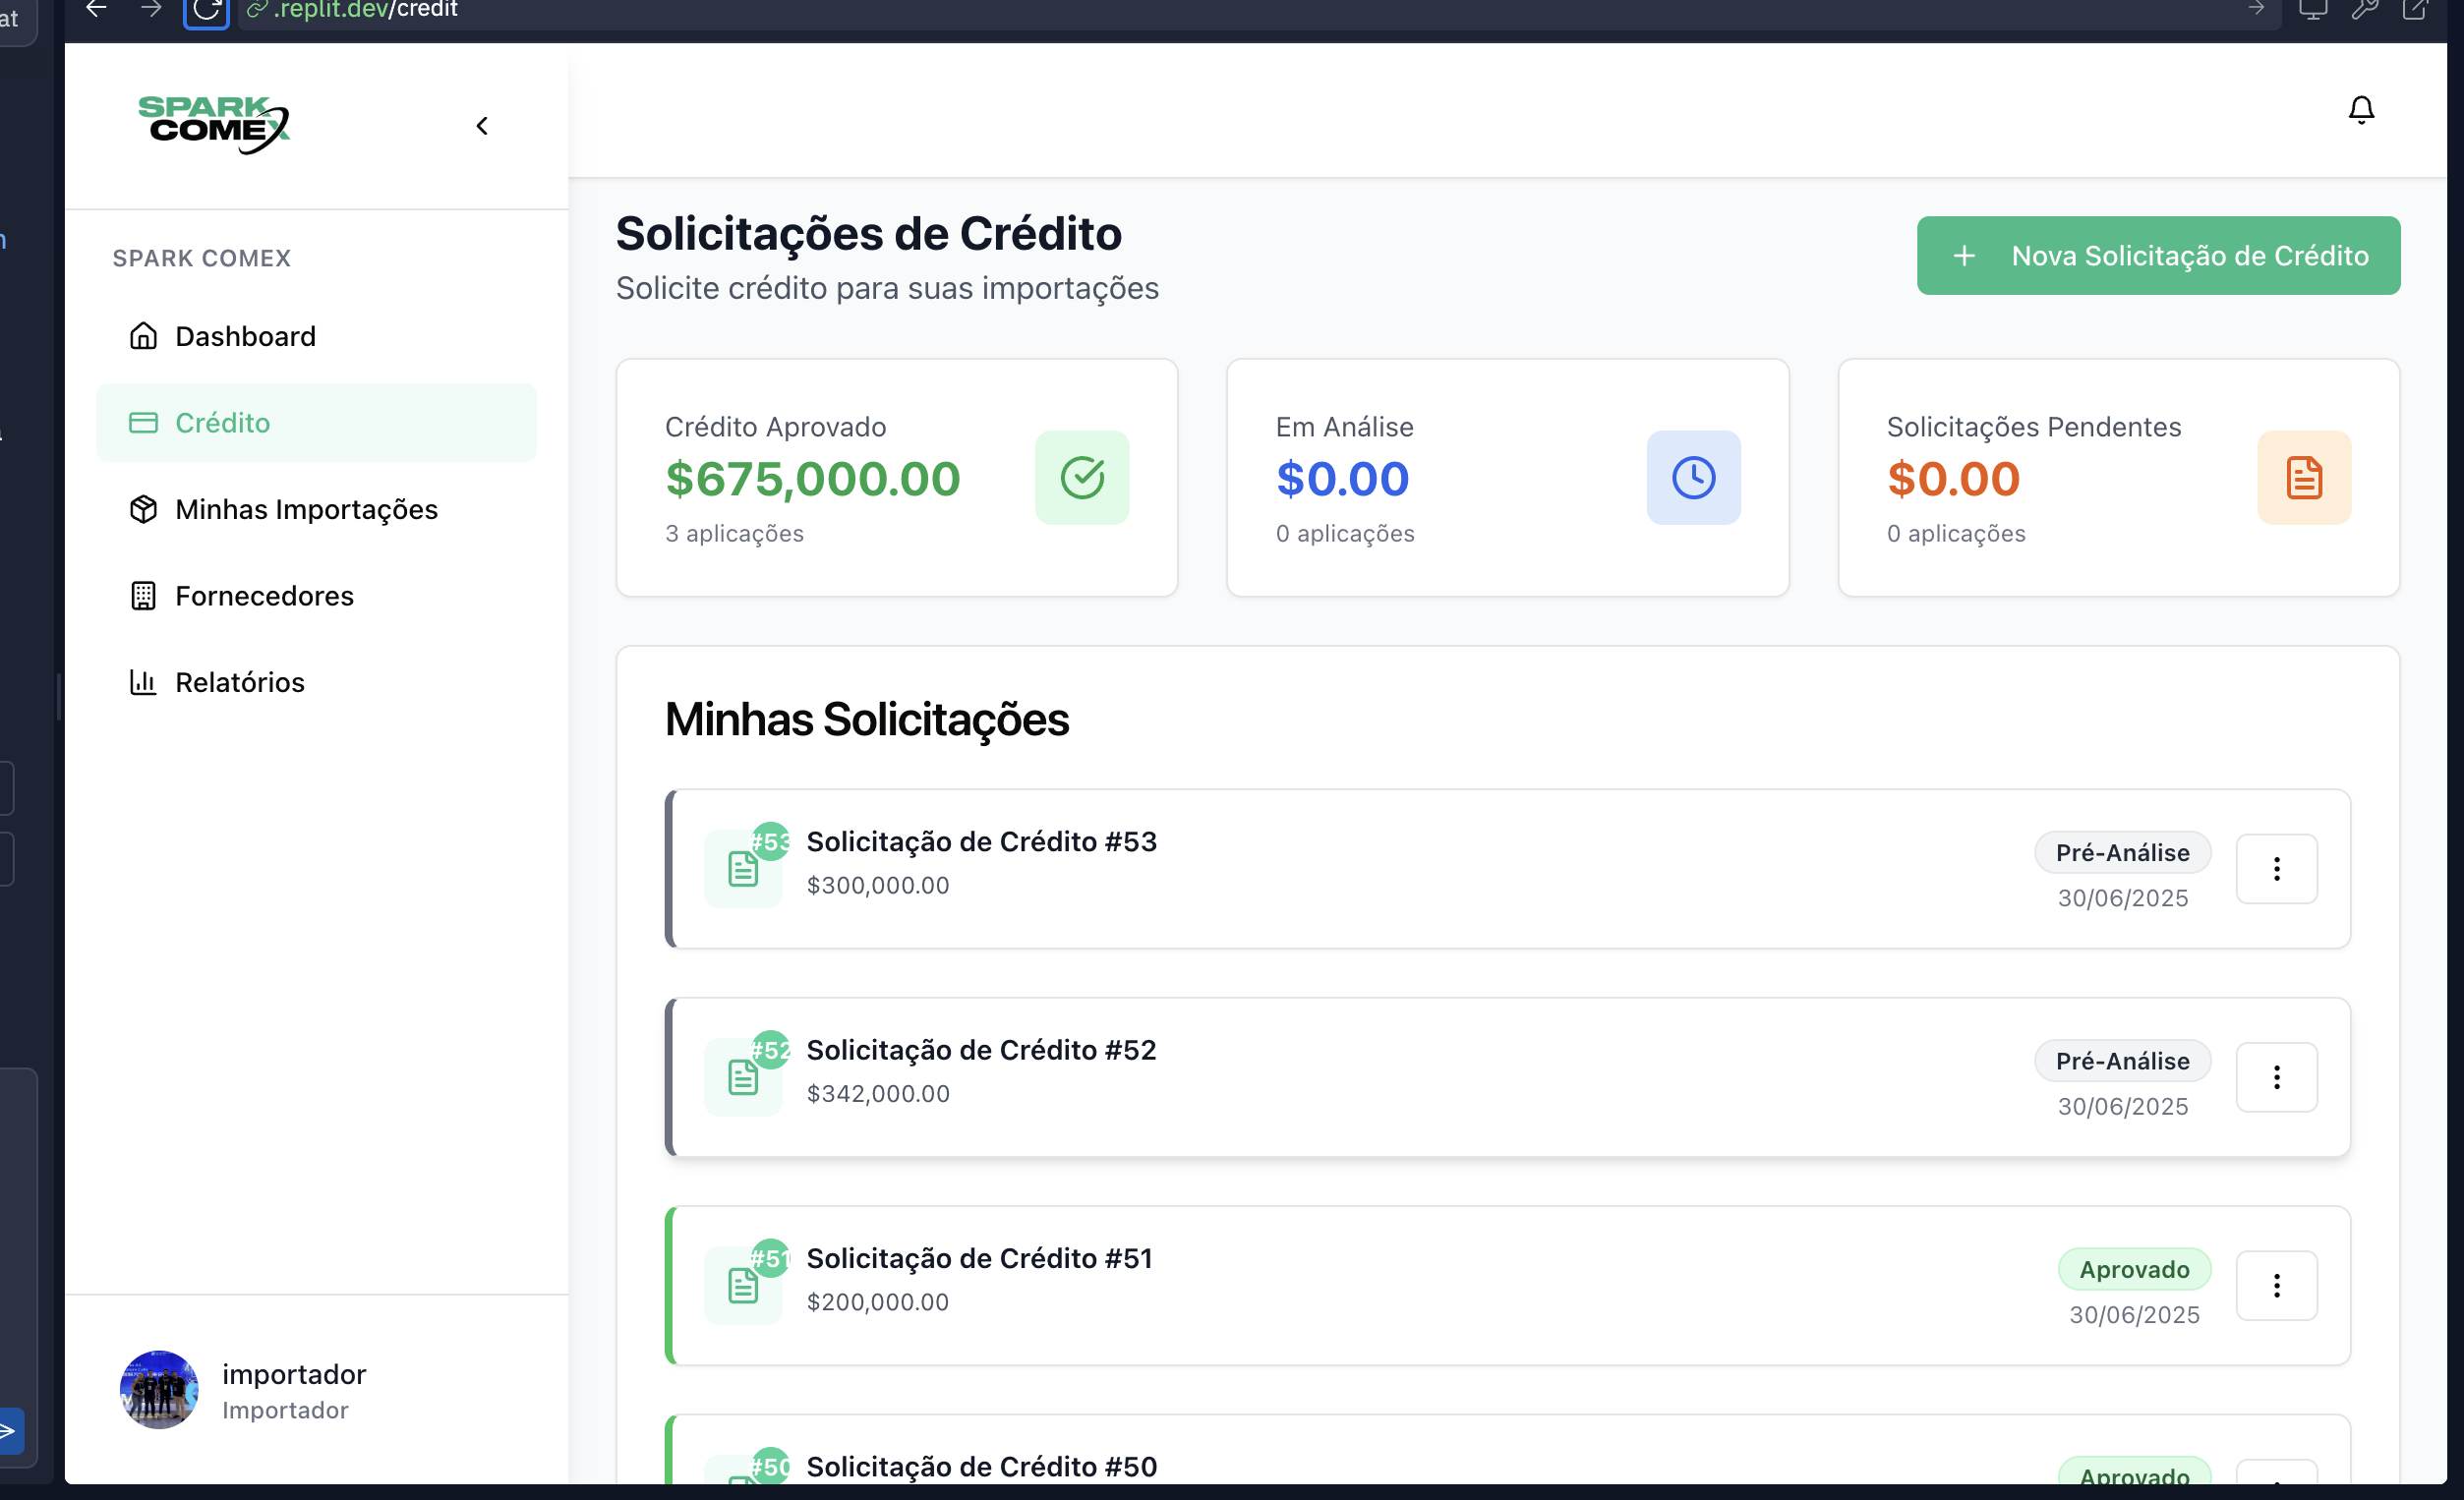 at
.replit.dev/credit
SPARK
COMEX
SPARK COMEX
Dashboard
Crédito
Minhas Importações
Fornecedores
Relatórios
importador
Importador
Solicitações de Crédito
Solicite crédito para suas importações
+ Nova Solicitação de Crédito
Crédito Aprovado
$675,000.00
3 aplicações
Em Análise
$0.00
0 aplicações
Solicitações Pendentes
$0.00
0 aplicações
Minhas Solicitações
#53
Solicitação de Crédito #53
$300,000.00
Pré-Análise
30/06/2025
#52
Solicitação de Crédito #52
$342,000.00
Pré-Análise
30/06/2025
#51
Solicitação de Crédito #51
$200,000.00
Aprovado
30/06/2025
#50
Solicitação de Crédito #50
Aprovado